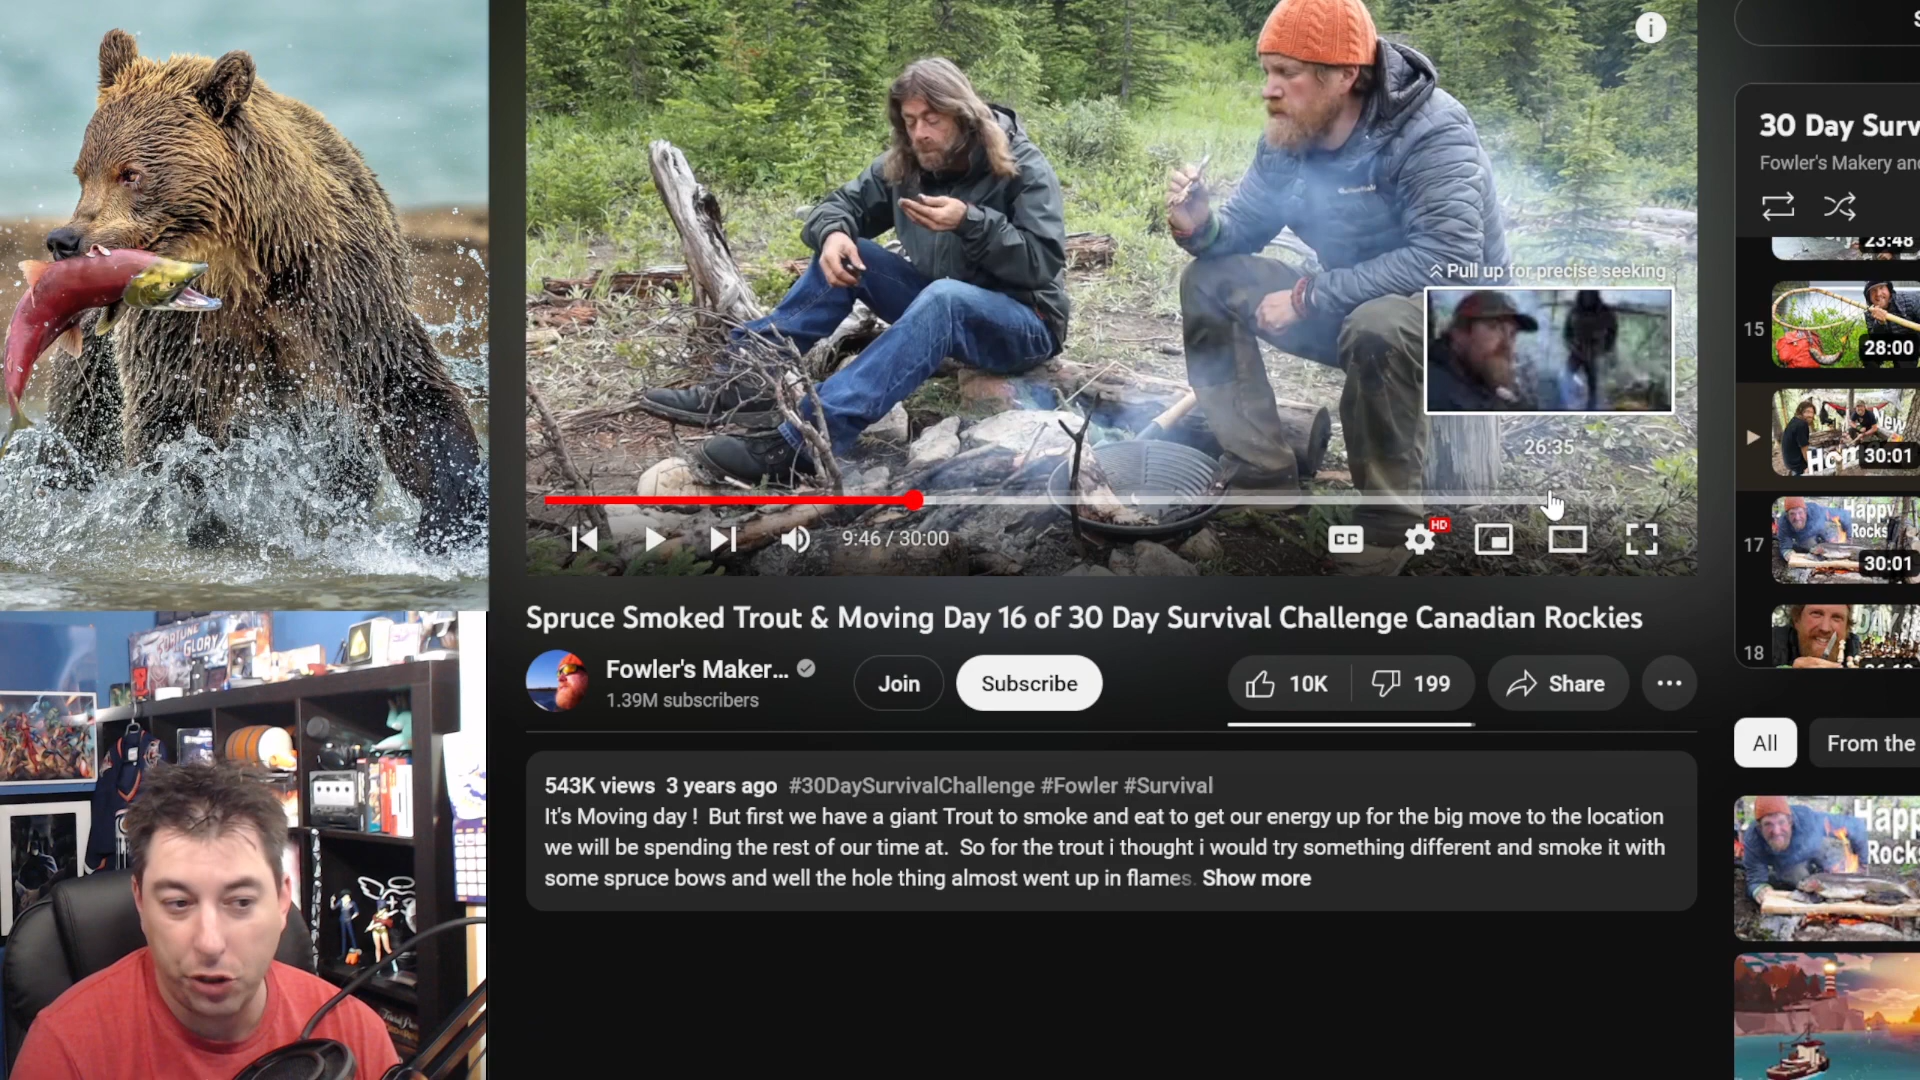 Pull up for precise seeking
26:35
9:46 / 30:00
CC
HD
Spruce Smoked Trout & Moving Day 16 of 30 Day Survival Challenge Canadian Rockies
Fowler's Maker...
1.39M subscribers
Join
Subscribe
10K
199
Share
543K views 3 years ago #30DaySurvivalChallenge #Fowler #Survival
It's Moving day ! But first we have a giant Trout to smoke and eat to get our energy up for the big move to the location
we will be spending the rest of our time at. So for the trout i thought i would try something different and smoke it with
some spruce bows and well the hole thing almost went up in flames. Show more
30 Day Surv
Fowler's Makery an
23:48
15
28:00
New
Hom
30:01
17
Happy
Rocks
30:01
18
DAY
All
From the
Happ
Rock
FORTUNE
GLORY